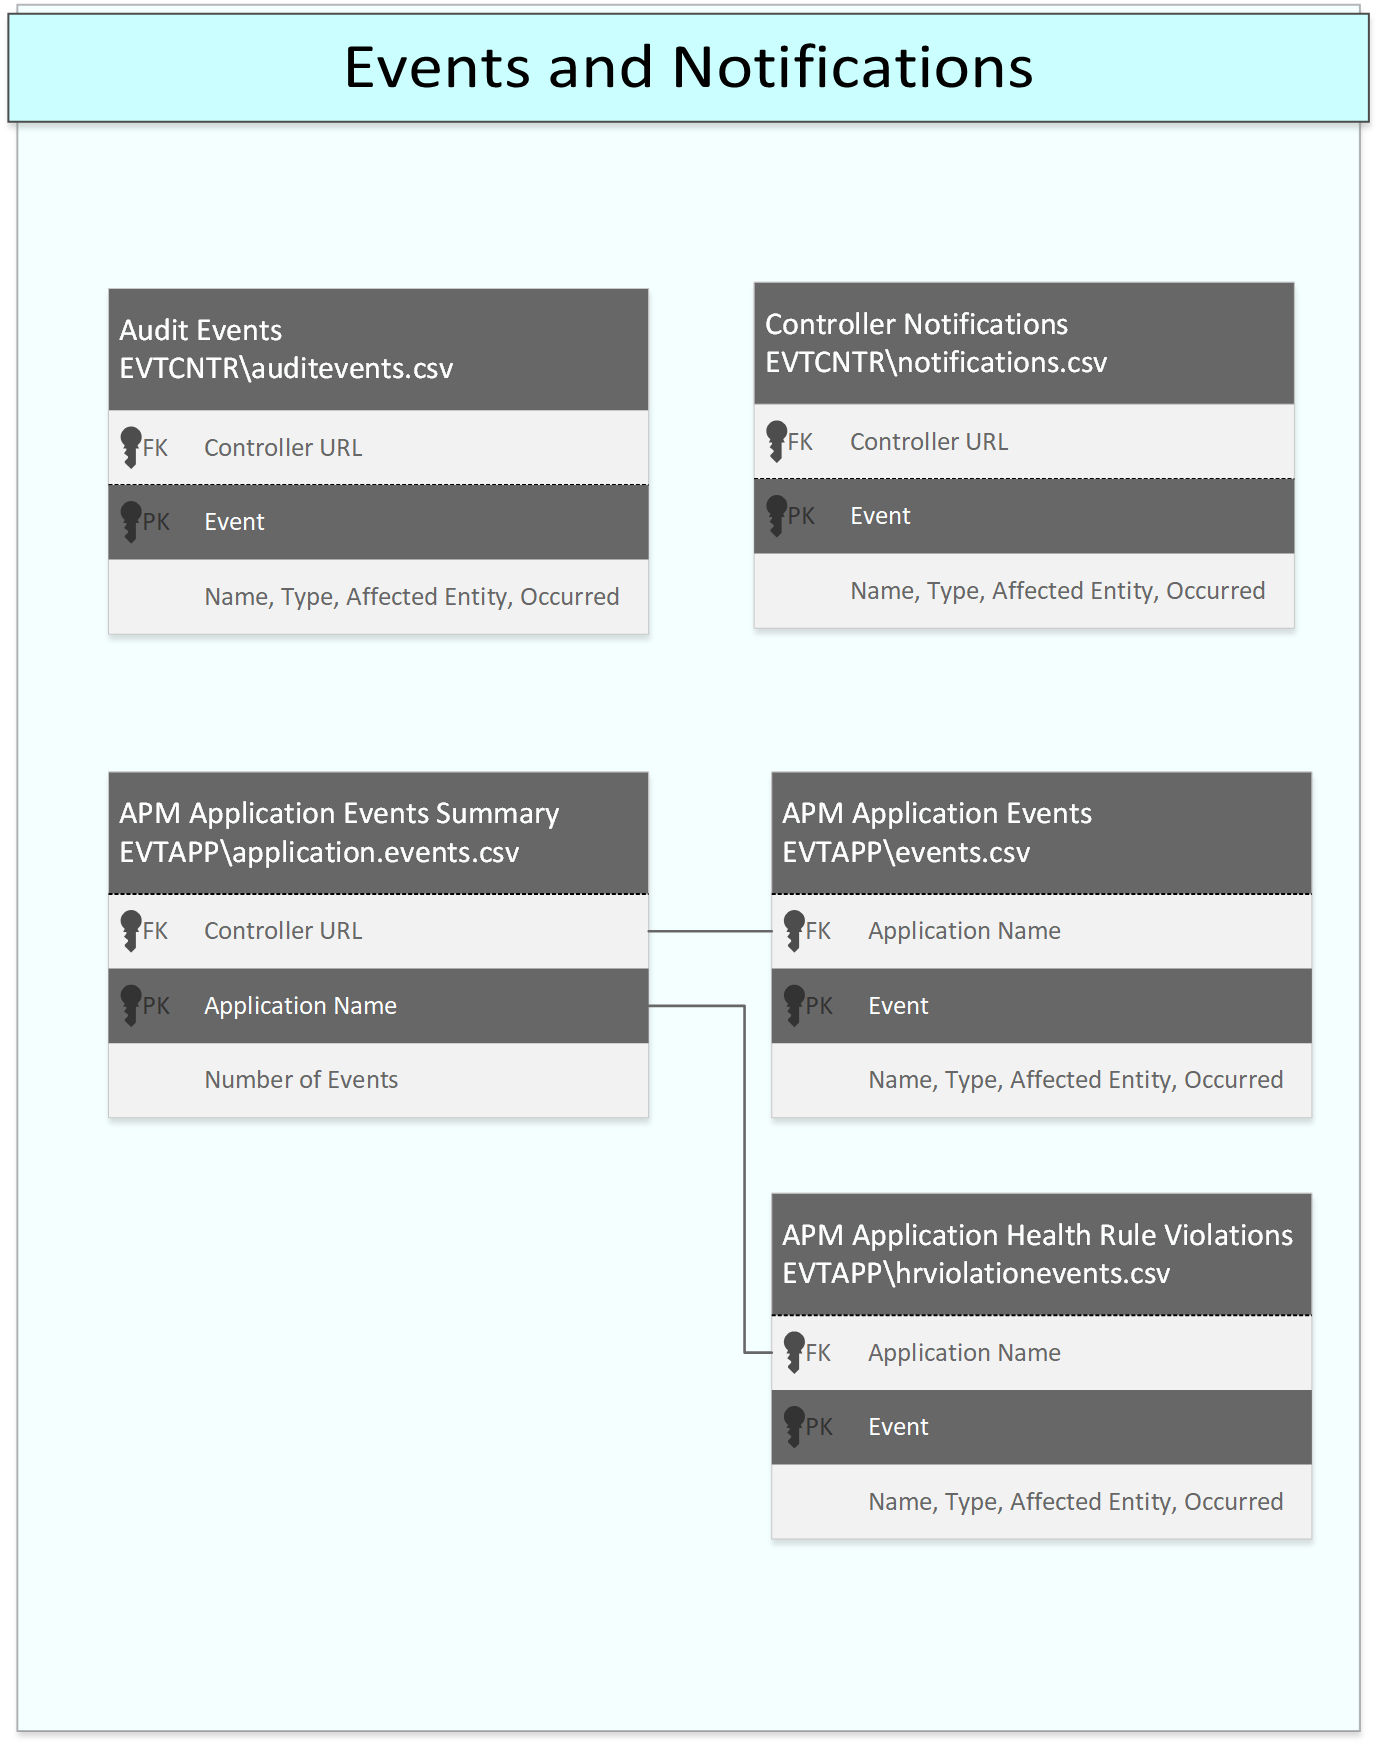 Events and Notifications
Audit Events
EVTCNTR\auditevents.csv
FK Controller URL
PK Event
Name, Type, Affected Entity, Occurred
Controller Notifications
EVTCNTR\notifications.csv
FK Controller URL
PK Event
Name, Type, Affected Entity, Occurred
APM Application Events Summary
EVTAPP\application.events.csv
FK Controller URL
PK Application Name
Number of Events
APM Application Events
EVTAPP\events.csv
FK Application Name
PK Event
Name, Type, Affected Entity, Occurred
APM Application Health Rule Violations
EVTAPP\hrviolationevents.csv
FK Application Name
PK Event
Name, Type, Affected Entity, Occurred